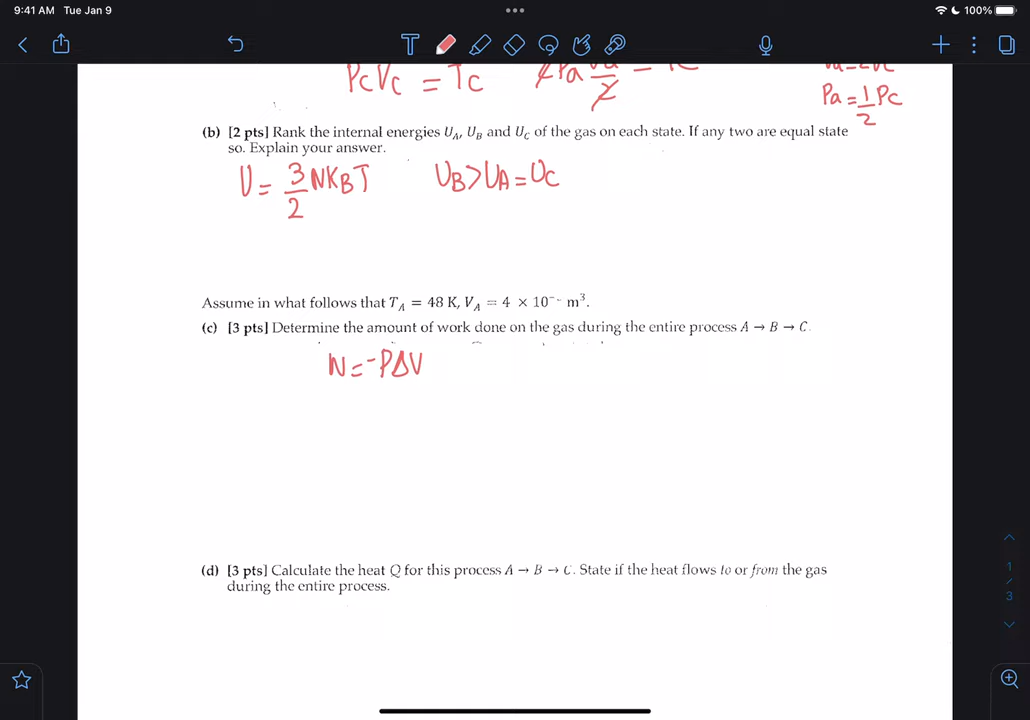 9:41 AM Tue Jan 9
100%
PcVc = Tc
Pa = 1/2 Pc
(b) [2 pts] Rank the internal energies U_A, U_B and U_C of the gas on each state. If any two are equal state
so. Explain your answer.
U = 3/2 NKBT UB>UA=UC
Assume in what follows that T_A = 48 K, V_A = 4 × 10 m³.
(c) [3 pts] Determine the amount of work done on the gas during the entire process A → B → C.
W=-PΔV
(d) [3 pts] Calculate the heat Q for this process A → B → C. State if the heat flows to or from the gas
during the entire process.
1
/
3